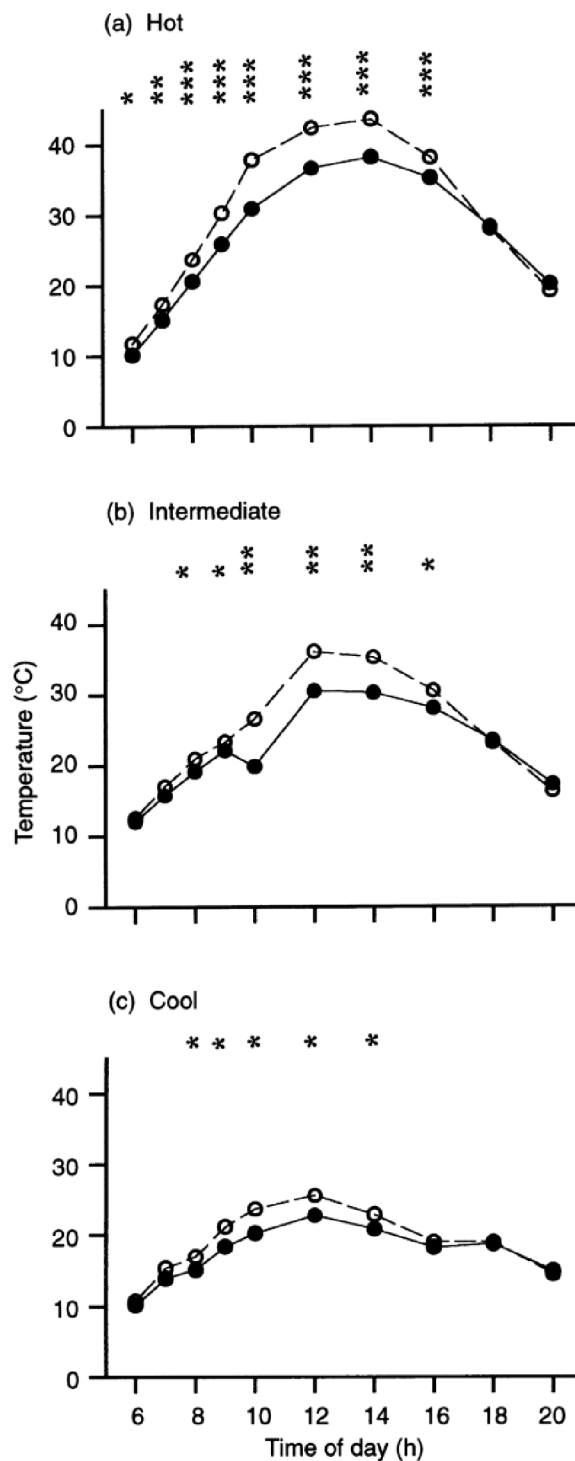 (a) Hot
* ** *** *** *** *** *** ***
40
30
20
10
0
(b) Intermediate
* * ** ** ** *
40
30
20
10
0
Temperature (°C)
(c) Cool
* * * * *
40
30
20
10
0
6 8 10 12 14 16 18 20
Time of day (h)